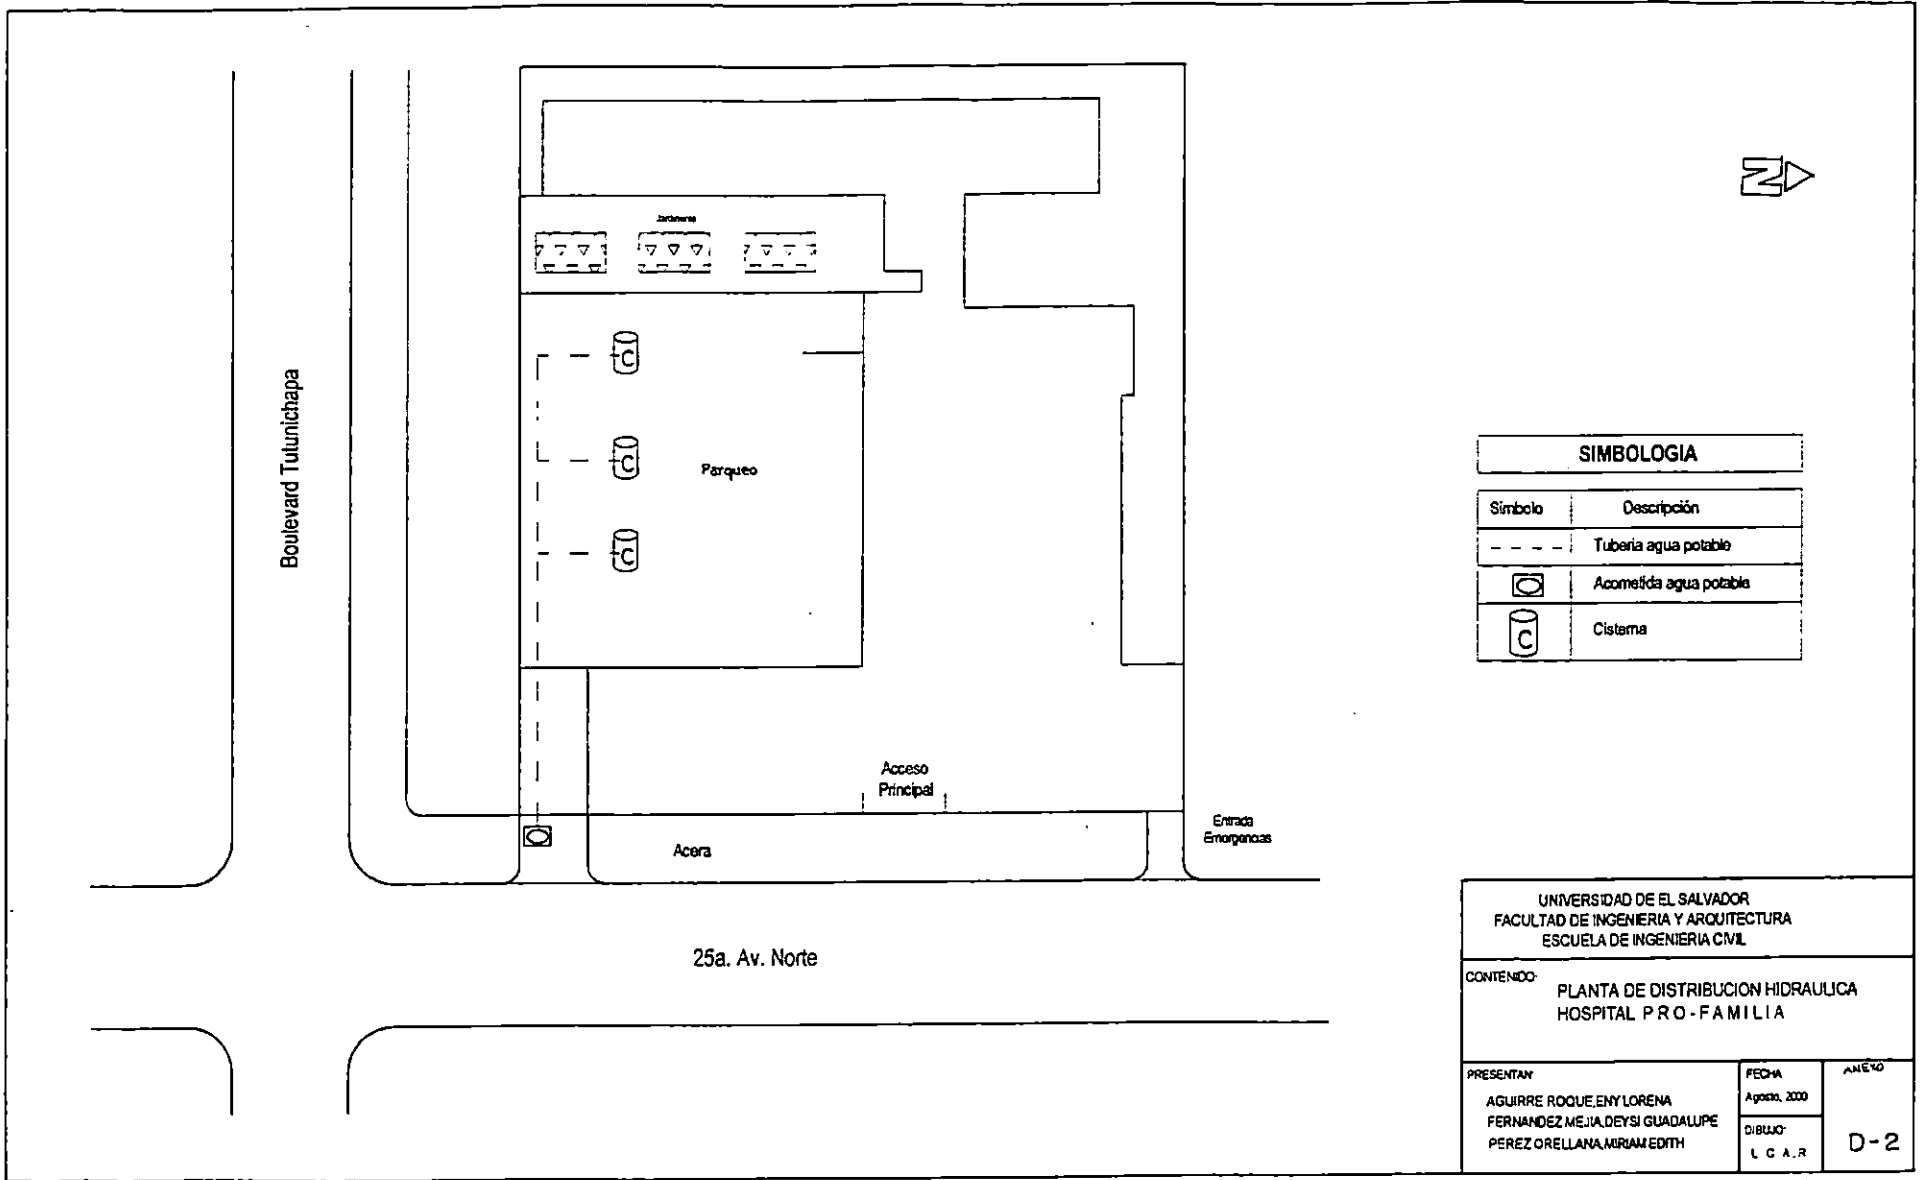 N
Jardineras
Boulevard Tutunichapa
C
C
C
Parqueo
SIMBOLOGIA
Simbolo Descripción
Tuberia agua potable
Acometida agua potable
C Cisterna
Acceso
Principal
Entrada
Emergencias
Acera
25a. Av. Norte
UNIVERSIDAD DE EL SALVADOR
FACULTAD DE INGENIERIA Y ARQUITECTURA
ESCUELA DE INGENIERIA CIVIL
CONTENIDO:
PLANTA DE DISTRIBUCION HIDRAULICA
HOSPITAL PRO-FAMILIA
PRESENTAN:
AGUIRRE ROQUE,ENY LORENA
FERNANDEZ MEJIA,DEYSI GUADALUPE
PEREZ ORELLANA,MIRIAM EDITH
FECHA
Agosto, 2000
DIBUJO:
L G A.R
ANEXO
D-2